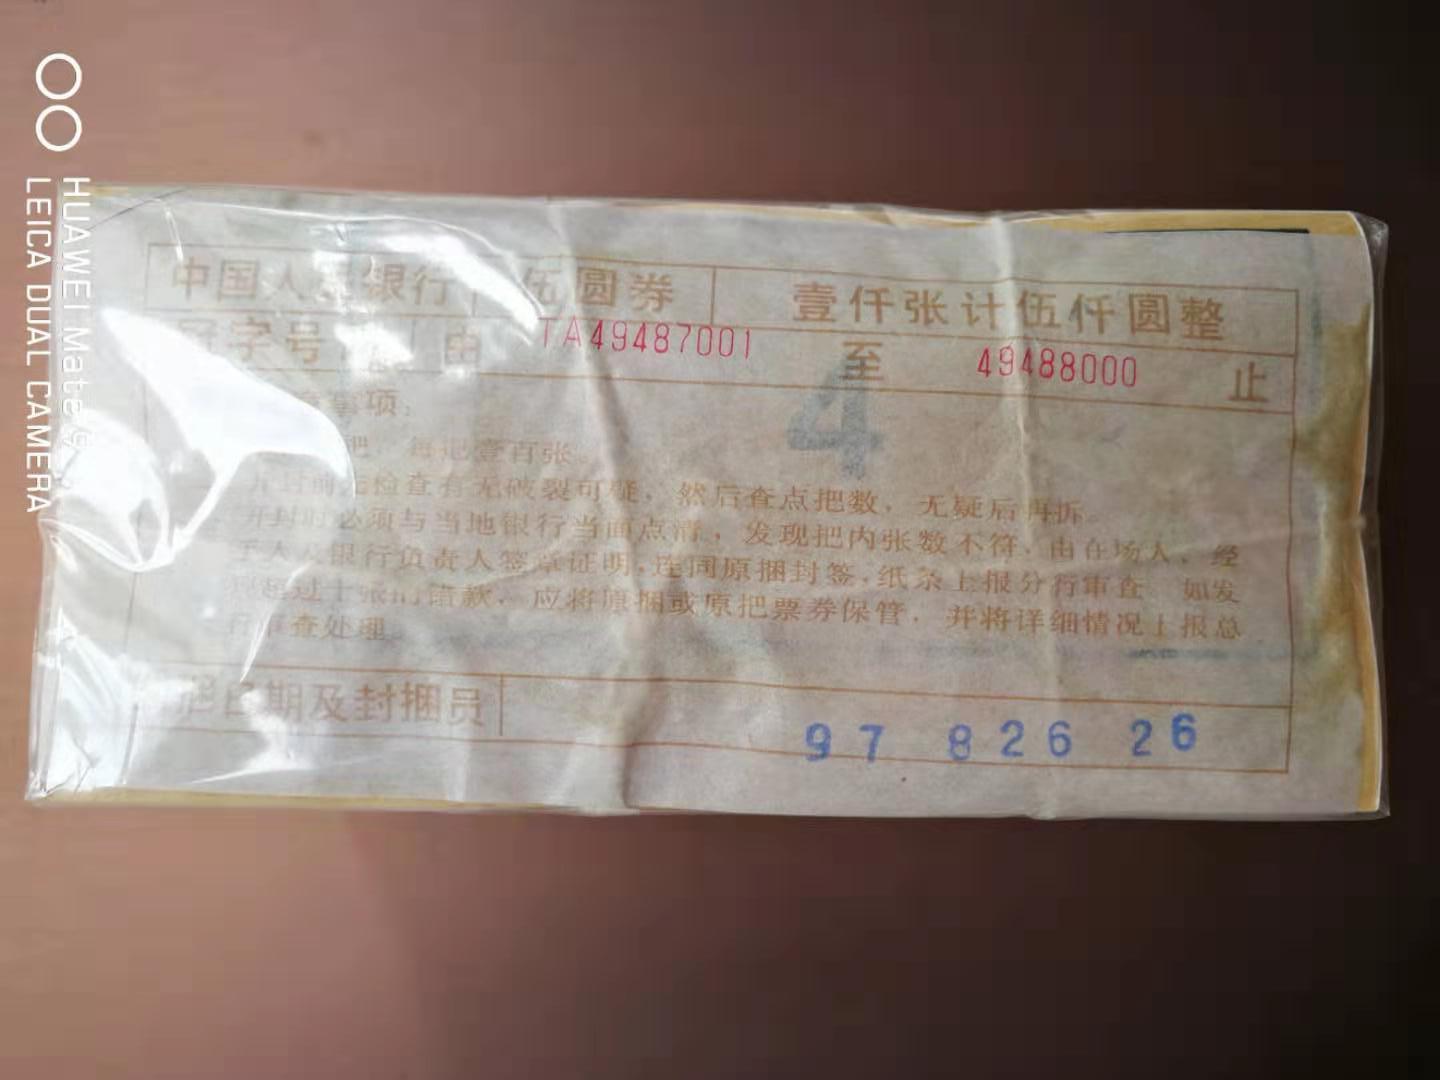 中国人民银行 伍圆券 壹仟张计伍仟圆整
字号 由 TA49487001 至 49488000 止
4
事项:
把,每把壹百张。
开封前先检查有无破裂可疑,然后查点把数,无疑后再拆。
开封时必须与当地银行当面点清,发现把内张数不符,由在场人、经
手人及银行负责人签章证明,连同原捆封签,纸条上报分行审查 如发
现超过十张的错款,应将原捆或原把票券保管,并将详细情况上报总
行审查处理
日期及封捆员 97 826 26
HUAWEI Mate 9
LEICA DUAL CAMERA